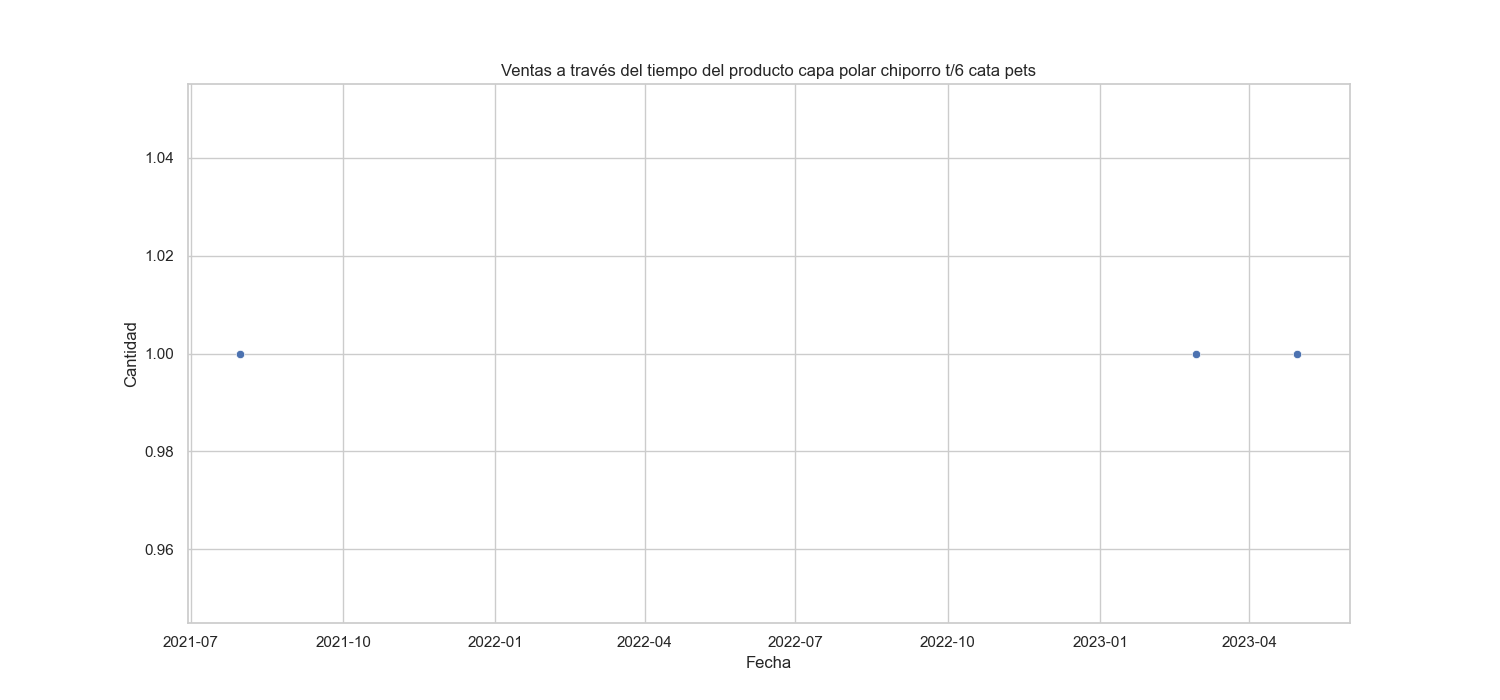 Ventas a través del tiempo del producto capa polar chiporro t/6 cata pets
1.04
1.02
1.00
0.98
0.96
Cantidad
2021-07 2021-10 2022-01 2022-04 2022-07 2022-10 2023-01 2023-04
Fecha